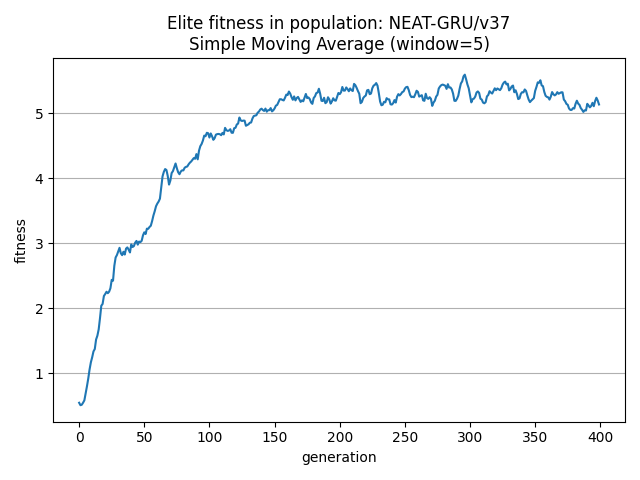 Elite fitness in population: NEAT-GRU/v37
Simple Moving Average (window=5)
fitness
5
4
3
2
1
0 50 100 150 200 250 300 350 400
generation